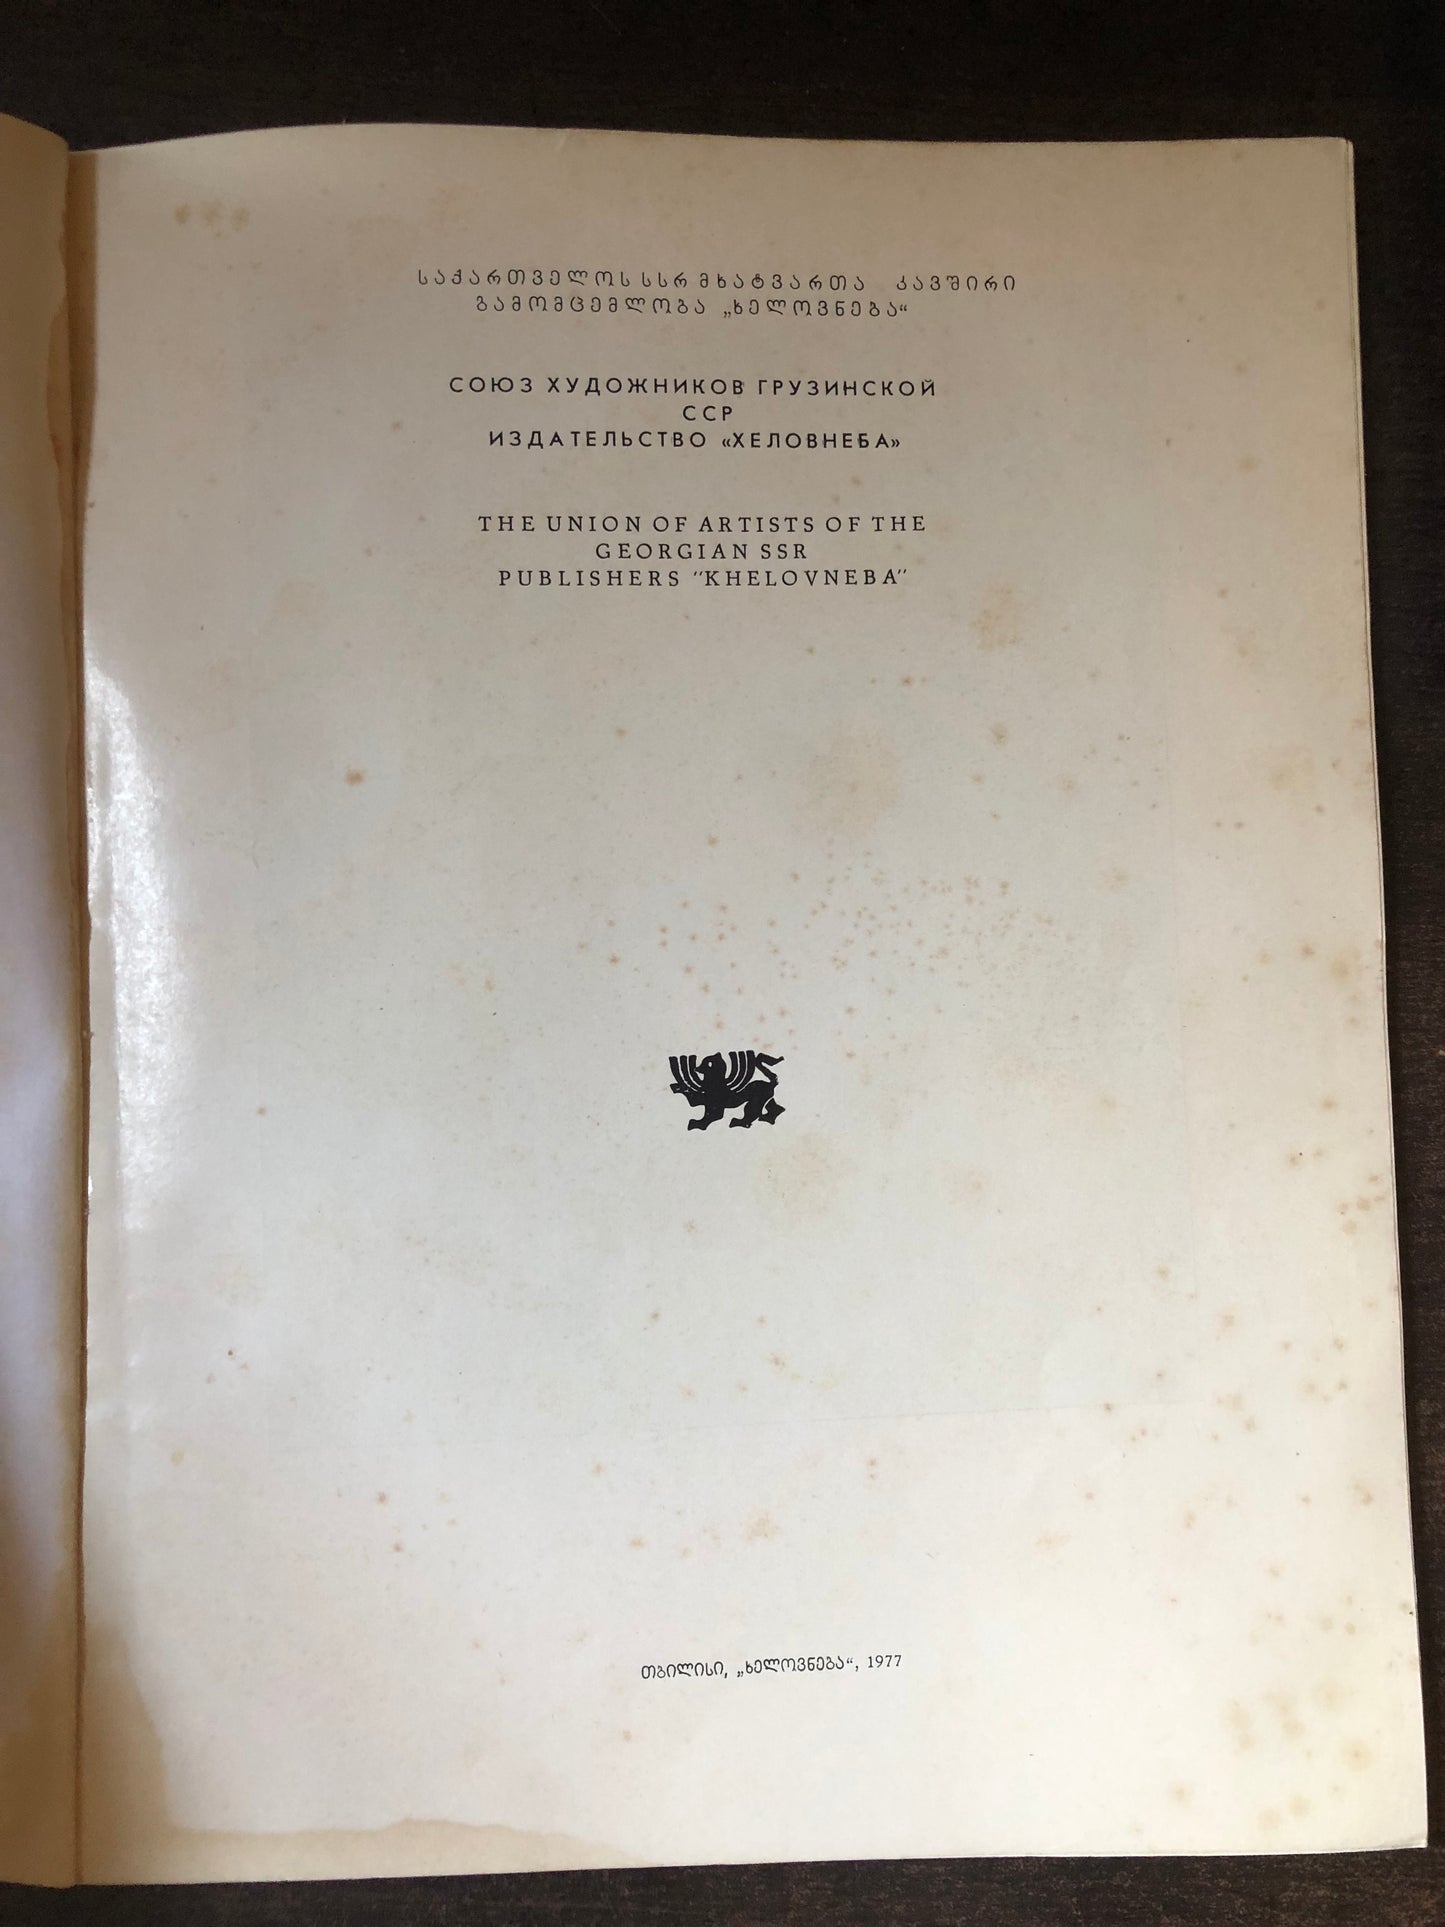 საქართველოს სსრ მხატვართა კავშირი
გამომცემლობა „ხელოვნება“
СОЮЗ ХУДОЖНИКОВ ГРУЗИНСКОЙ
ССР
ИЗДАТЕЛЬСТВО «ХЕЛОВНЕБА»
THE UNION OF ARTISTS OF THE
GEORGIAN SSR
PUBLISHERS "KHELOVNEBA"
თბილისი, „ხელოვნება“, 1977